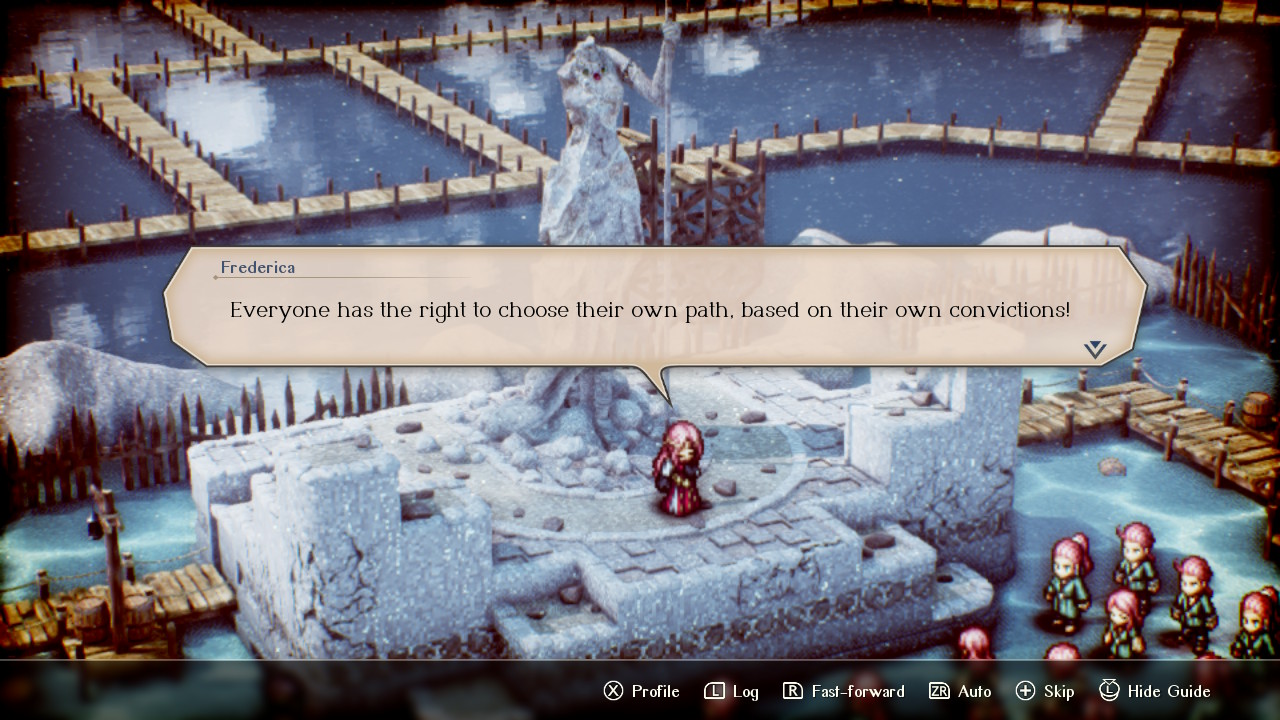 Frederica
Everyone has the right to choose their own path, based on their own convictions!
X Profile L Log R Fast-forward ZR Auto + Skip L Hide Guide